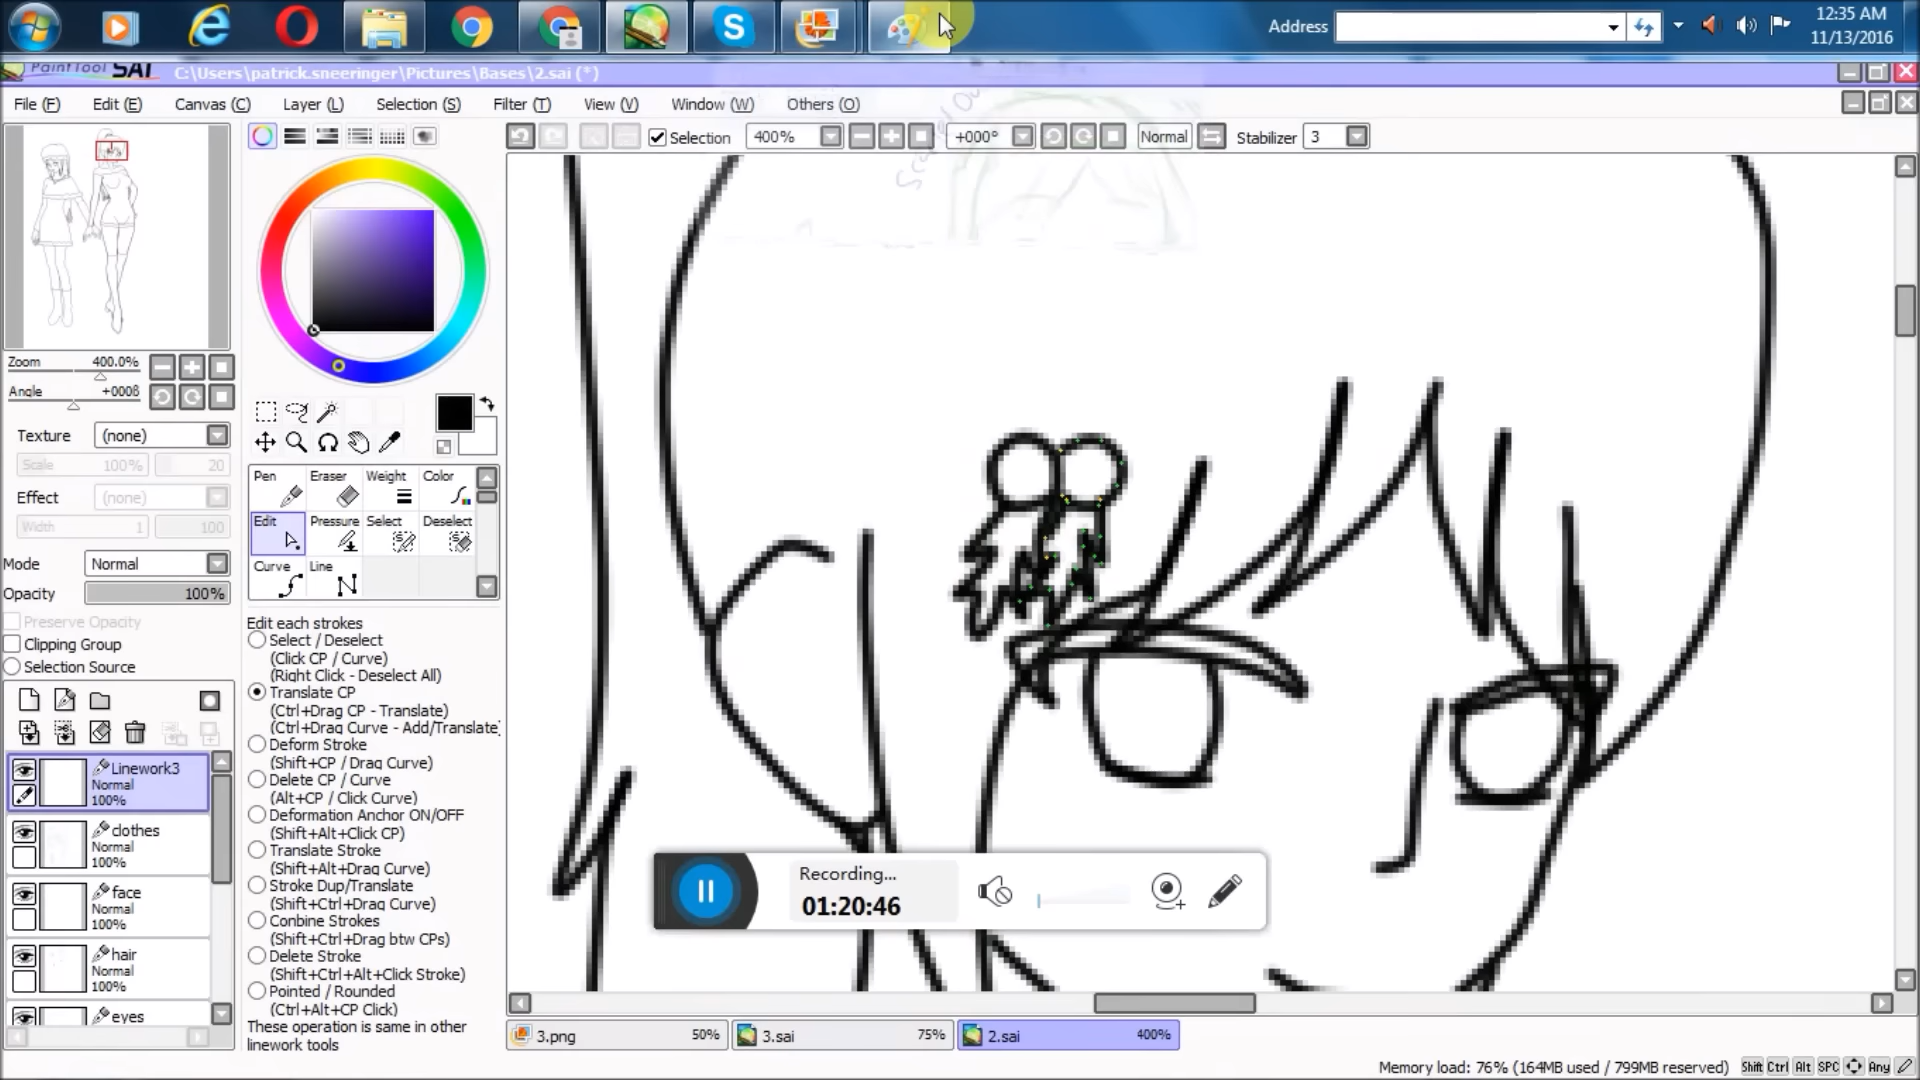 Address
12:35 AM
11/13/2016
PaintTool SAI C:\Users\patrick.sneeringer\Pictures\Bases\2.sai (*)
File (F) Edit (E) Canvas (C) Layer (L) Selection (S) Filter (T) View (V) Window (W) Others (O)
Selection 400% +000° Normal Stabilizer 3
Zoom 400.0%
Angle +000ß
Texture (none)
Scale 100% 20
Effect (none)
Width 1 100
Mode Normal
Opacity 100%
Preserve Opacity
Clipping Group
Selection Source
Linework3
Normal
100%
clothes
Normal
100%
face
Normal
100%
hair
Normal
100%
eyes
Pen Eraser Weight Color
Edit Pressure Select Deselect
Curve Line
Edit each strokes
Select / Deselect
(Click CP / Curve)
(Right Click - Deselect All)
Translate CP
(Ctrl+Drag CP - Translate)
(Ctrl+Drag Curve - Add/Translate)
Deform Stroke
(Shift+CP / Drag Curve)
Delete CP / Curve
(Alt+CP / Click Curve)
Deformation Anchor ON/OFF
(Shift+Alt+Click CP)
Translate Stroke
(Shift+Alt+Drag Curve)
Stroke Dup/Translate
(Shift+Ctrl+Drag Curve)
Conbine Strokes
(Shift+Ctrl+Drag btw CPs)
Delete Stroke
(Shift+Ctrl+Alt+Click Stroke)
Pointed / Rounded
(Ctrl+Alt+CP Click)
These operation is same in other
linework tools
Recording...
01:20:46
3.png 50% 3.sai 75% 2.sai 400%
Memory load: 76% (164MB used / 799MB reserved) Shift Ctrl Alt SPC Any